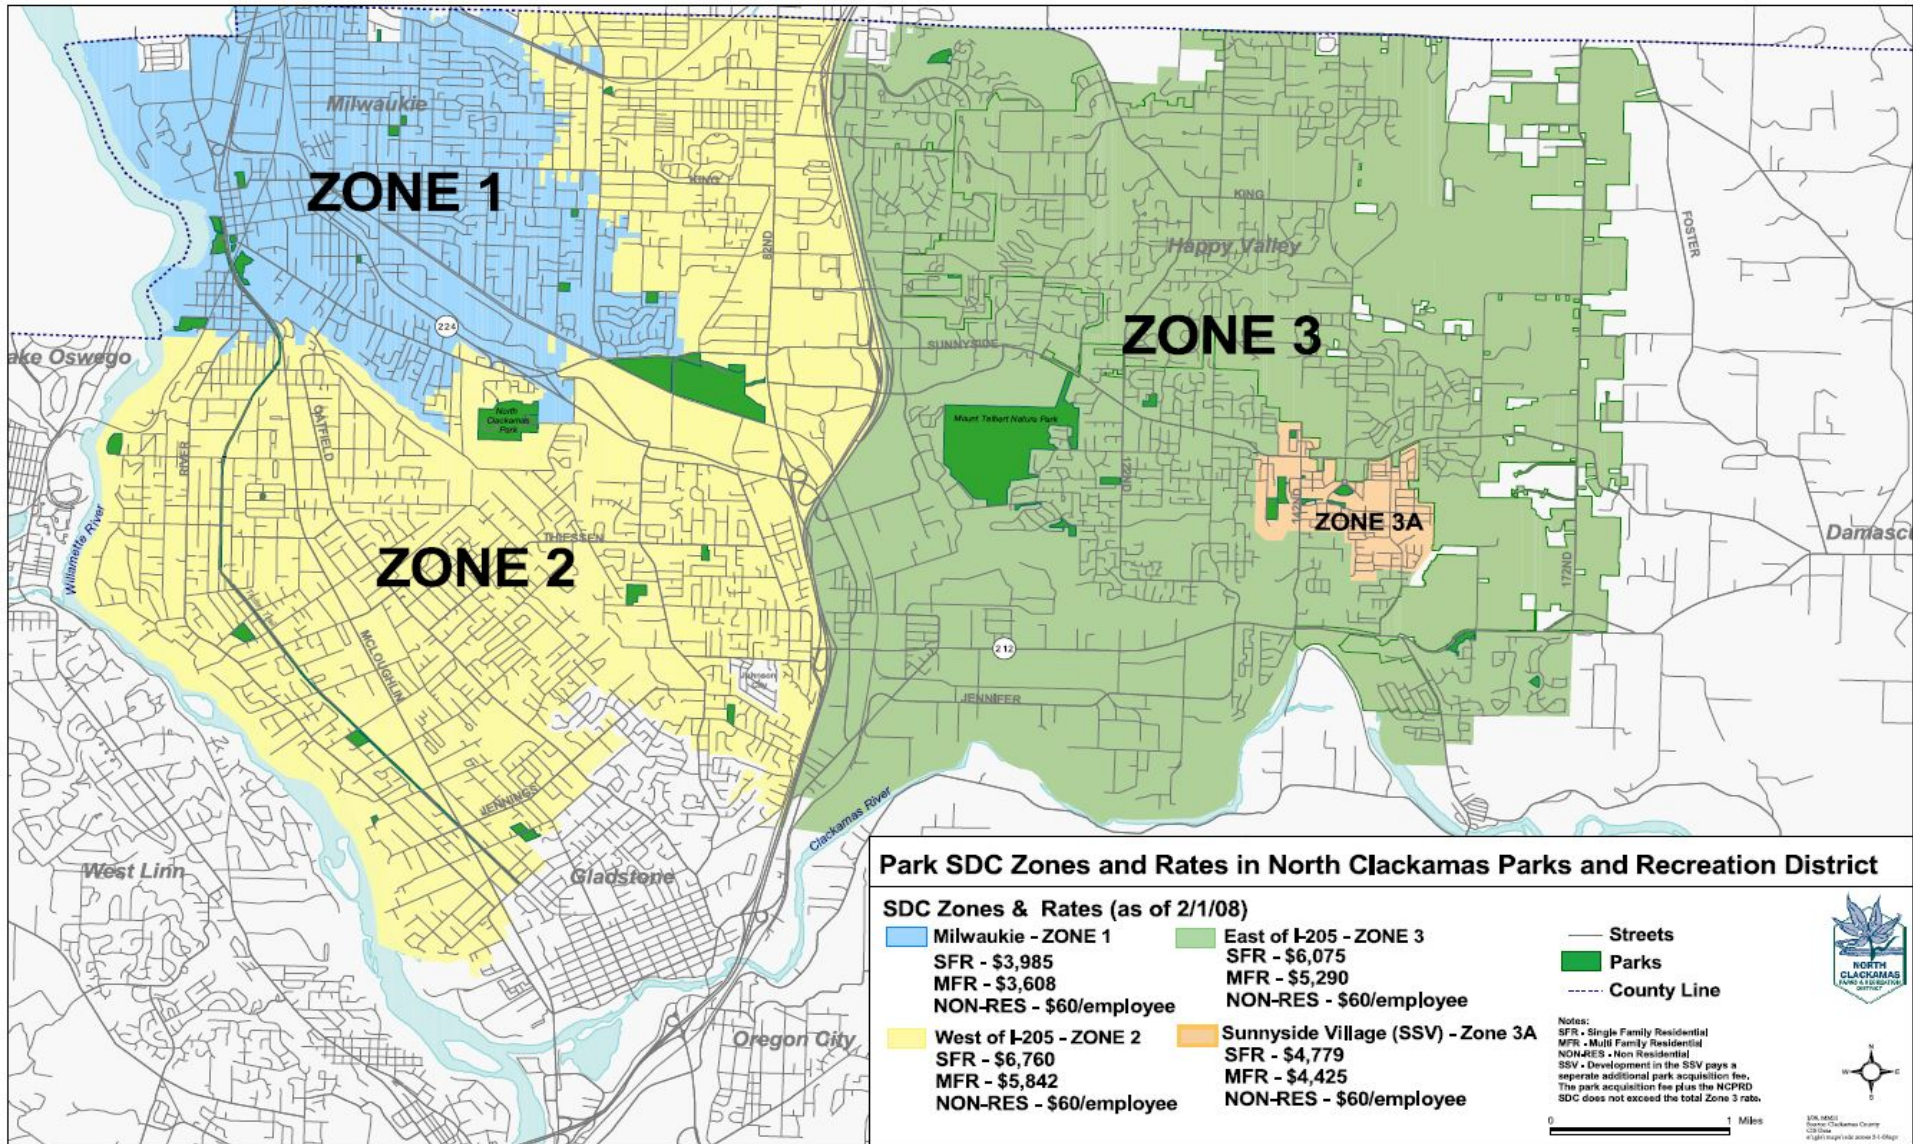 Milwaukie
ZONE 1
KING
82ND
224
KING
Happy Valley
FOSTER
ZONE 3
SUNNYSIDE
ake Oswego
OATFIELD
RIVER
North
Clackamas
Park
Mount Talbert Nature Park
122ND
142ND
ZONE 3A
Damascu
172ND
Willamette River
THIESSEN
ZONE 2
MCLOUGHLIN
Johnson
City
212
JENNIFER
JENNINGS
Clackamas River
West Linn
Gladstone
Oregon City
Park SDC Zones and Rates in North Clackamas Parks and Recreation District
SDC Zones & Rates (as of 2/1/08)
Milwaukie - ZONE 1
SFR - $3,985
MFR - $3,608
NON-RES - $60/employee
West of I-205 - ZONE 2
SFR - $6,760
MFR - $5,842
NON-RES - $60/employee
East of I-205 - ZONE 3
SFR - $6,075
MFR - $5,290
NON-RES - $60/employee
Sunnyside Village (SSV) - Zone 3A
SFR - $4,779
MFR - $4,425
NON-RES - $60/employee
Streets
Parks
County Line
NORTH
CLACKAMAS
PARKS & RECREATION
DISTRICT
Notes:
SFR - Single Family Residential
MFR - Multi Family Residential
NON-RES - Non Residential
SSV - Development in the SSV pays a
seperate additional park acquisition fee.
The park acquisition fee plus the NCPRD
SDC does not exceed the total Zone 3 rate.
N
W E
S
0 1 Miles
Source: Clackamas County